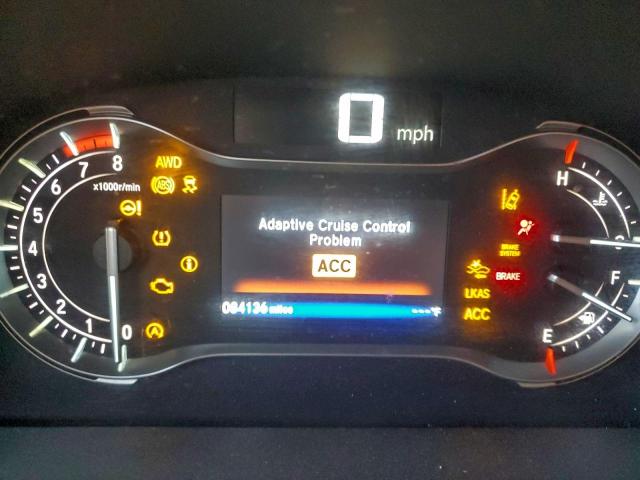 0 mph
8
7
6
5
4
3
2
1
0
x1000r/min
AWD
ABS
Adaptive Cruise Control
Problem
ACC
084136 miles
BRAKE
SYSTEM
BRAKE
LKAS
ACC
H
F
E